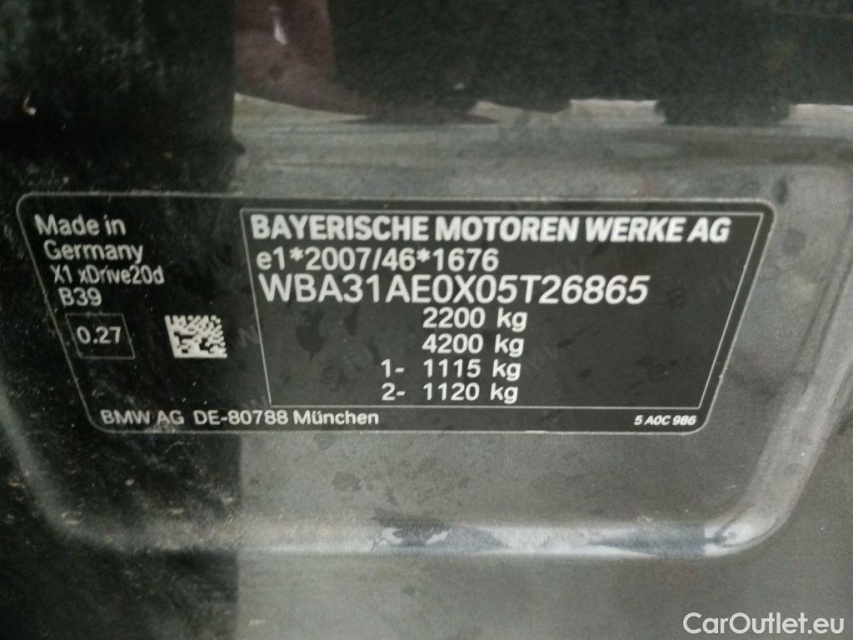 Made in
Germany
X1 xDrive20d
B39
0.27
BAYERISCHE MOTOREN WERKE AG
e1*2007/46*1676
WBA31AE0X05T26865
2200 kg
4200 kg
1- 1115 kg
2- 1120 kg
BMW AG DE-80788 München
5 A0C 986
CarOutlet.eu